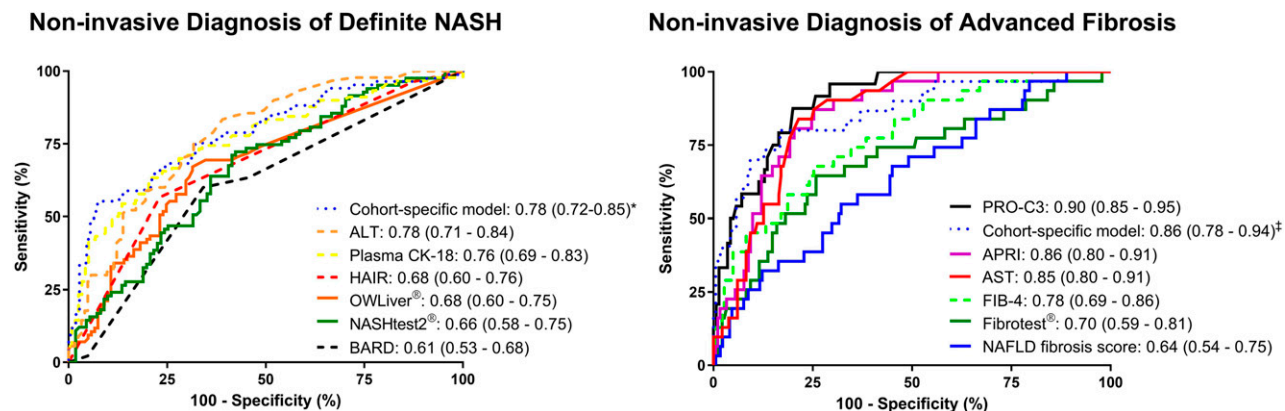 Non-invasive Diagnosis of Definite NASH
100
75
50
25
0
Sensitivity (%)
Cohort-specific model: 0.78 (0.72-0.85)*
ALT: 0.78 (0.71 - 0.84)
Plasma CK-18: 0.76 (0.69 - 0.83)
HAIR: 0.68 (0.60 - 0.76)
OWLiver®: 0.68 (0.60 - 0.75)
NASHtest2®: 0.66 (0.58 - 0.75)
BARD: 0.61 (0.53 - 0.68)
0 25 50 75 100
100 - Specificity (%)
Non-invasive Diagnosis of Advanced Fibrosis
100
75
50
25
0
Sensitivity (%)
PRO-C3: 0.90 (0.85 - 0.95)
Cohort-specific model: 0.86 (0.78 - 0.94)‡
APRI: 0.86 (0.80 - 0.91)
AST: 0.85 (0.80 - 0.91)
FIB-4: 0.78 (0.69 - 0.86)
Fibrotest®: 0.70 (0.59 - 0.81)
NAFLD fibrosis score: 0.64 (0.54 - 0.75)
0 25 50 75 100
100 - Specificity (%)